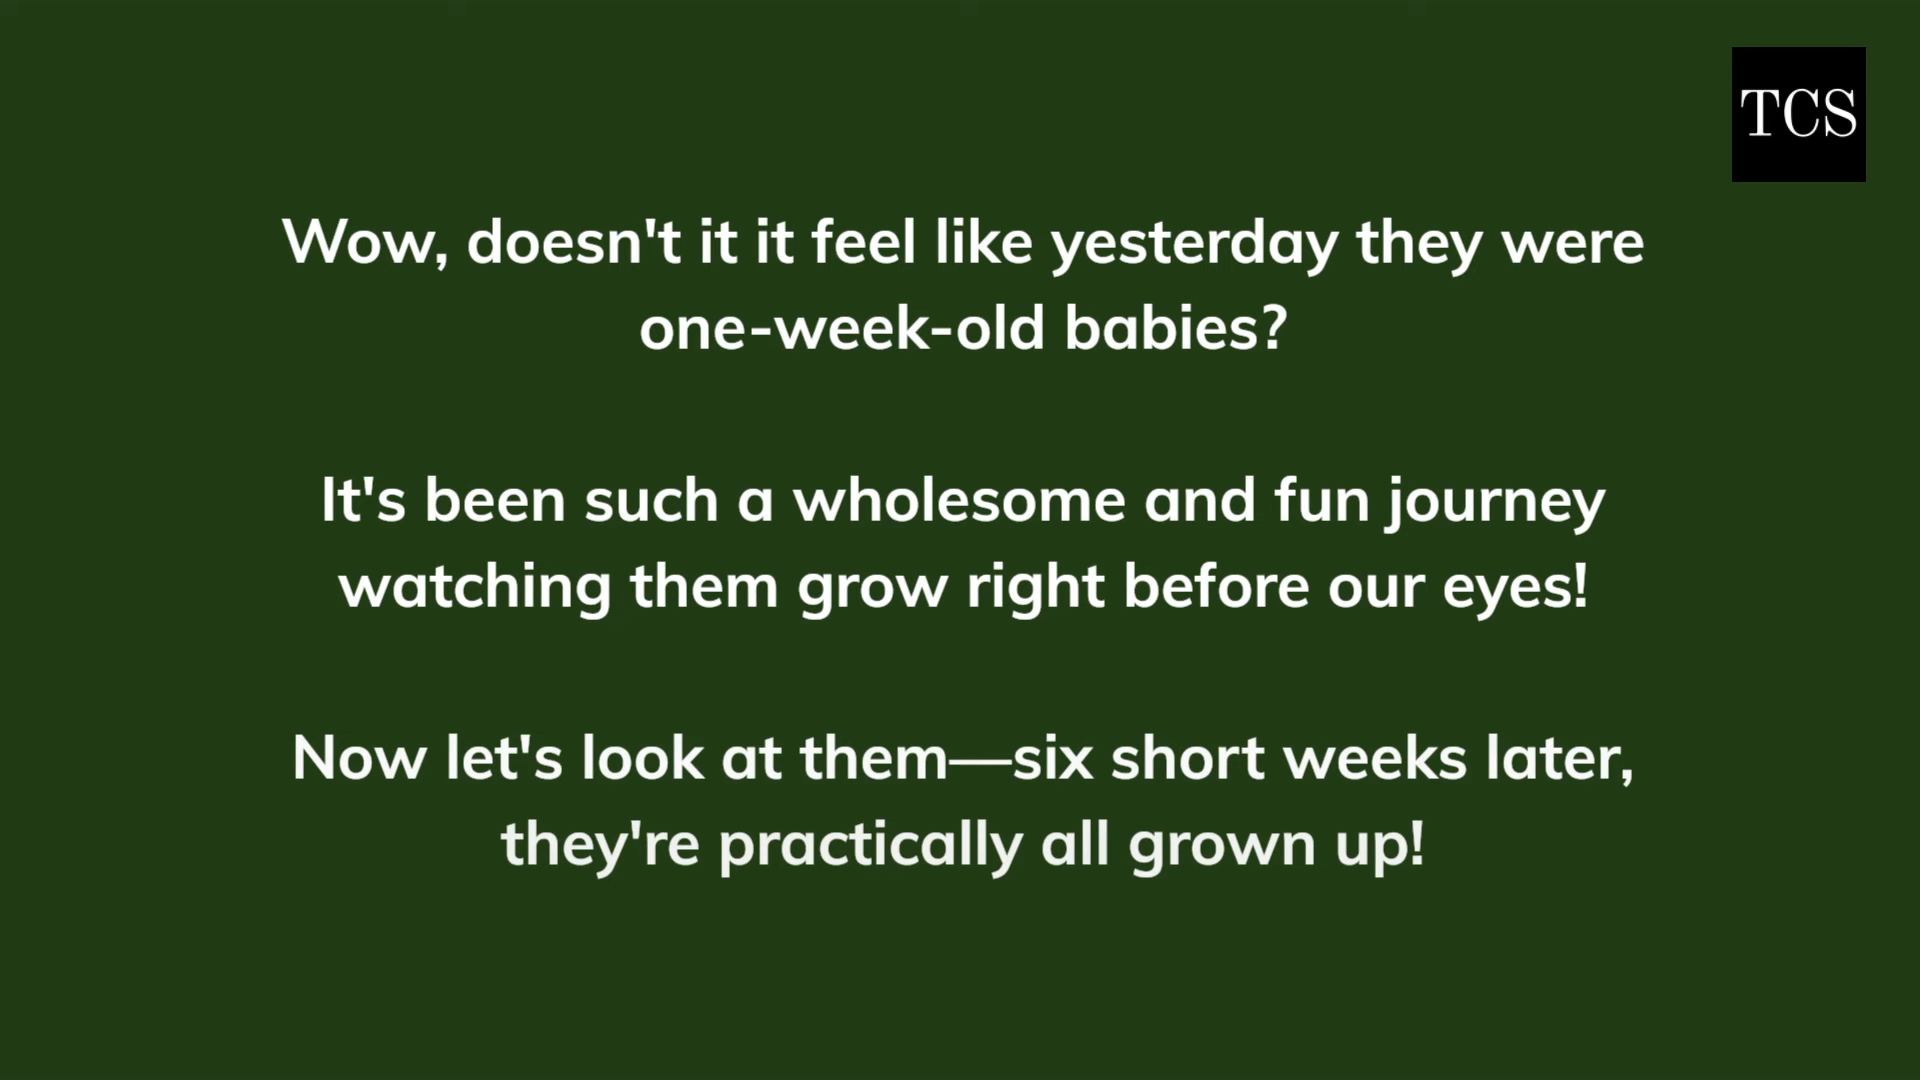 TCS
Wow, doesn't it it feel like yesterday they were
one-week-old babies?
It's been such a wholesome and fun journey
watching them grow right before our eyes!
Now let's look at them—six short weeks later,
they're practically all grown up!